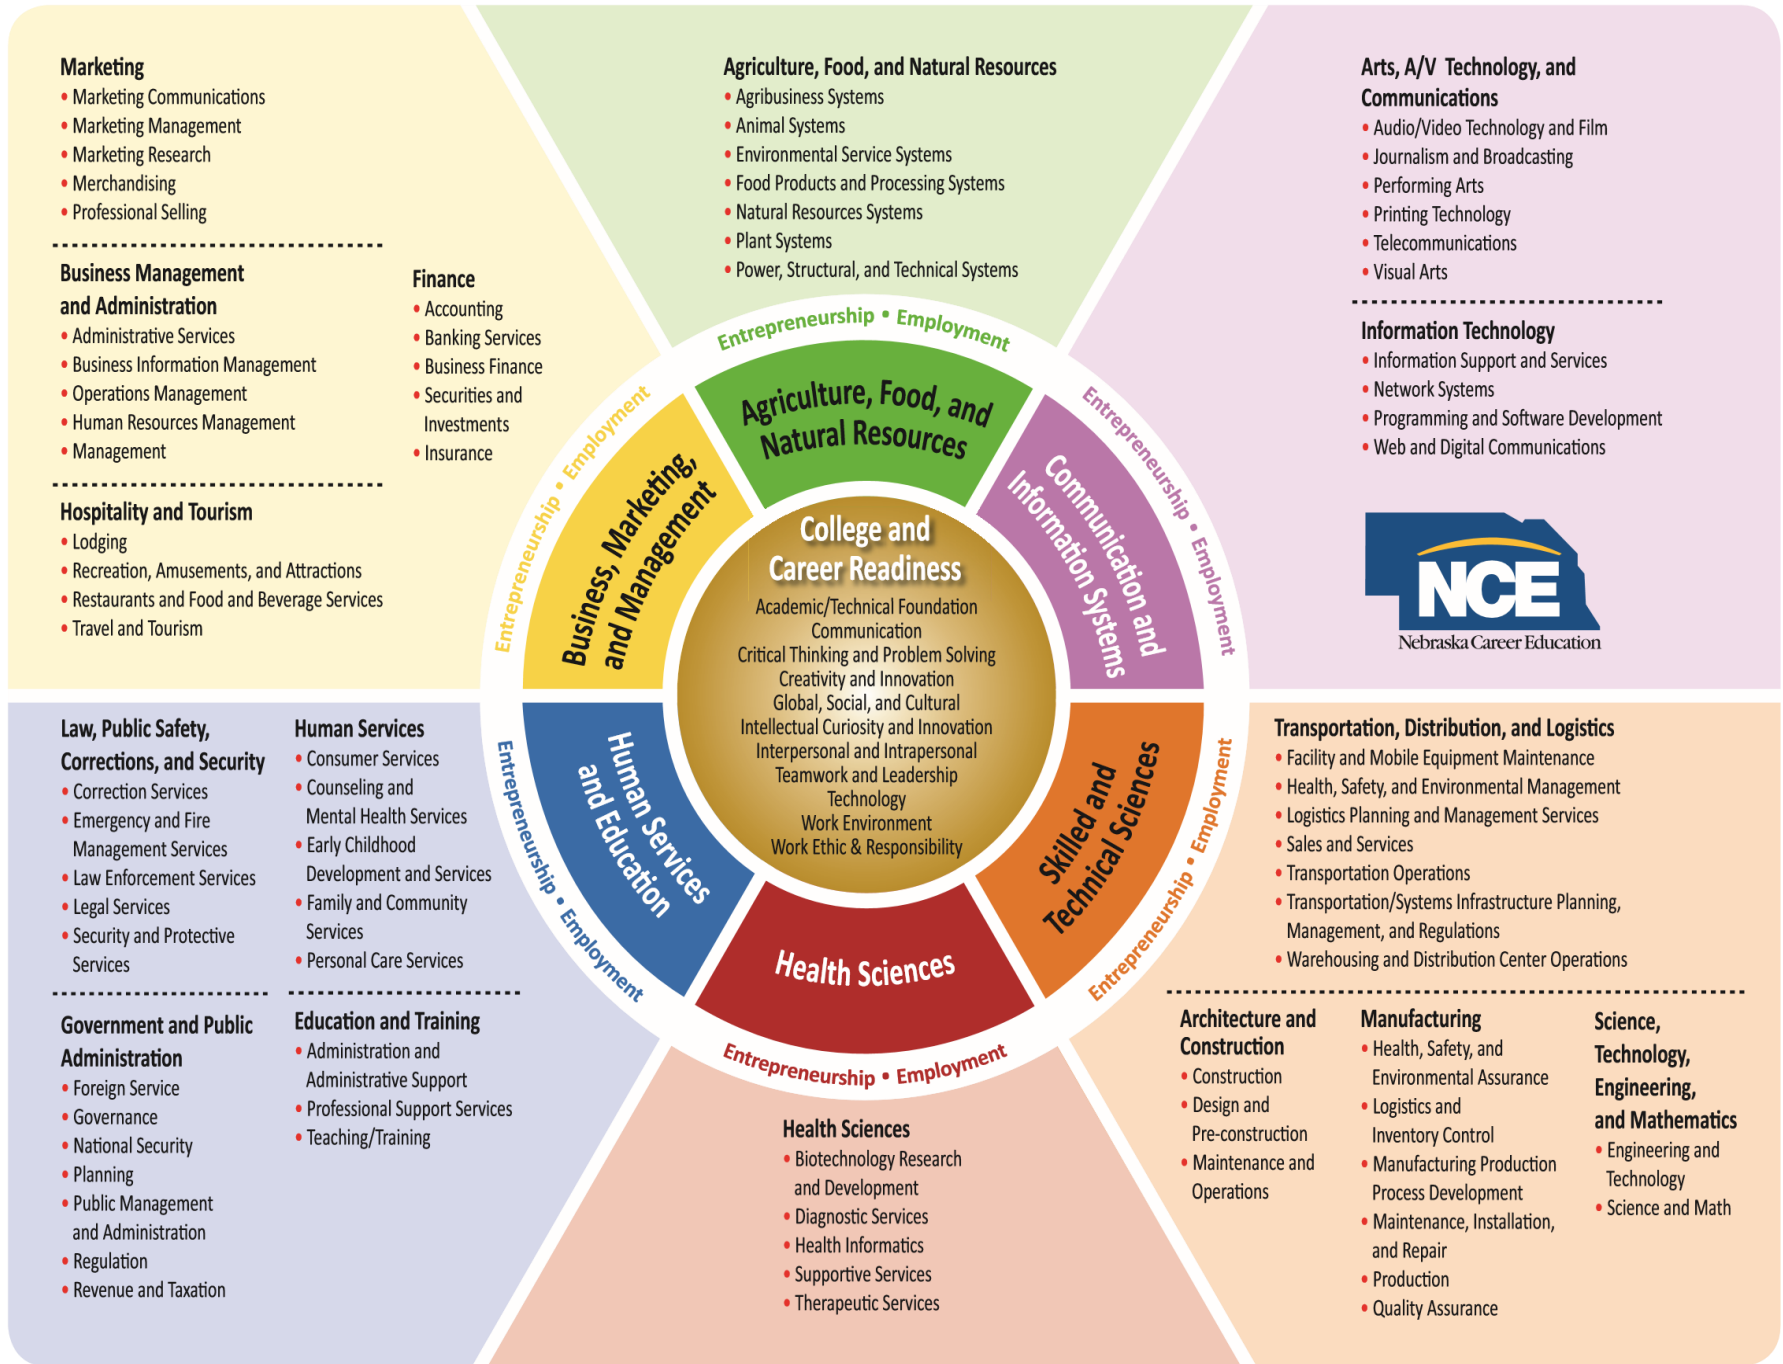 Marketing
• Marketing Communications
• Marketing Management
• Marketing Research
• Merchandising
• Professional Selling
Business Management
and Administration
• Administrative Services
• Business Information Management
• Operations Management
• Human Resources Management
• Management
Finance
• Accounting
• Banking Services
• Business Finance
• Securities and
Investments
• Insurance
Hospitality and Tourism
• Lodging
• Recreation, Amusements, and Attractions
• Restaurants and Food and Beverage Services
• Travel and Tourism
Agriculture, Food, and Natural Resources
• Agribusiness Systems
• Animal Systems
• Environmental Service Systems
• Food Products and Processing Systems
• Natural Resources Systems
• Plant Systems
• Power, Structural, and Technical Systems
Arts, A/V Technology, and
Communications
• Audio/Video Technology and Film
• Journalism and Broadcasting
• Performing Arts
• Printing Technology
• Telecommunications
• Visual Arts
Information Technology
• Information Support and Services
• Network Systems
• Programming and Software Development
• Web and Digital Communications
NCE
Nebraska Career Education
Entrepreneurship • Employment
Agriculture, Food, and
Natural Resources
Entrepreneurship • Employment
Business, Marketing,
and Management
Entrepreneurship • Employment
Communication and
Information Systems
College and
Career Readiness
Academic/Technical Foundation
Communication
Critical Thinking and Problem Solving
Creativity and Innovation
Global, Social, and Cultural
Intellectual Curiosity and Innovation
Interpersonal and Intrapersonal
Teamwork and Leadership
Technology
Work Environment
Work Ethic & Responsibility
Entrepreneurship • Employment
Human Services
and Education
Entrepreneurship • Employment
Skilled and
Technical Sciences
Health Sciences
Entrepreneurship • Employment
Law, Public Safety,
Corrections, and Security
• Correction Services
• Emergency and Fire
Management Services
• Law Enforcement Services
• Legal Services
• Security and Protective
Services
Human Services
• Consumer Services
• Counseling and
Mental Health Services
• Early Childhood
Development and Services
• Family and Community
Services
• Personal Care Services
Government and Public
Administration
• Foreign Service
• Governance
• National Security
• Planning
• Public Management
and Administration
• Regulation
• Revenue and Taxation
Education and Training
• Administration and
Administrative Support
• Professional Support Services
• Teaching/Training
Health Sciences
• Biotechnology Research
and Development
• Diagnostic Services
• Health Informatics
• Supportive Services
• Therapeutic Services
Transportation, Distribution, and Logistics
• Facility and Mobile Equipment Maintenance
• Health, Safety, and Environmental Management
• Logistics Planning and Management Services
• Sales and Services
• Transportation Operations
• Transportation/Systems Infrastructure Planning,
Management, and Regulations
• Warehousing and Distribution Center Operations
Architecture and
Construction
• Construction
• Design and
Pre-construction
• Maintenance and
Operations
Manufacturing
• Health, Safety, and
Environmental Assurance
• Logistics and
Inventory Control
• Manufacturing Production
Process Development
• Maintenance, Installation,
and Repair
• Production
• Quality Assurance
Science,
Technology,
Engineering,
and Mathematics
• Engineering and
Technology
• Science and Math